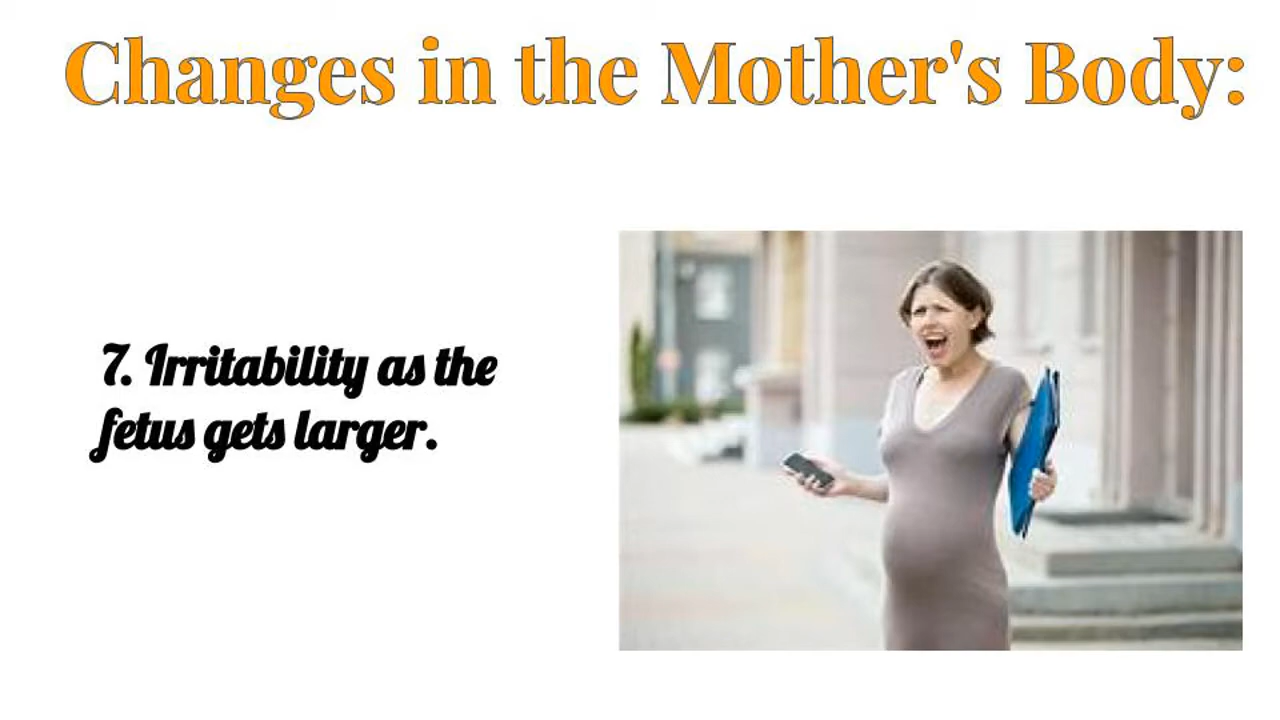 Changes in the Mother's Body:
7. Irritability as the
fetus gets larger.